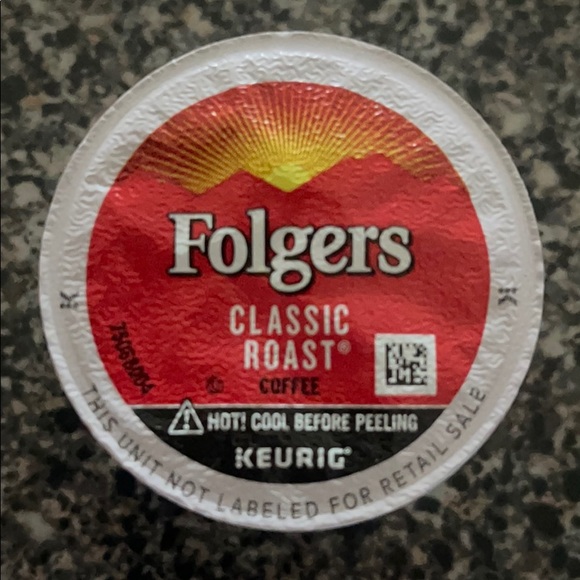 Folgers
CLASSIC
ROAST®
COFFEE
HOT! COOL BEFORE PEELING
KEURIG®
THIS UNIT NOT LABELED FOR RETAIL SALE
K
K